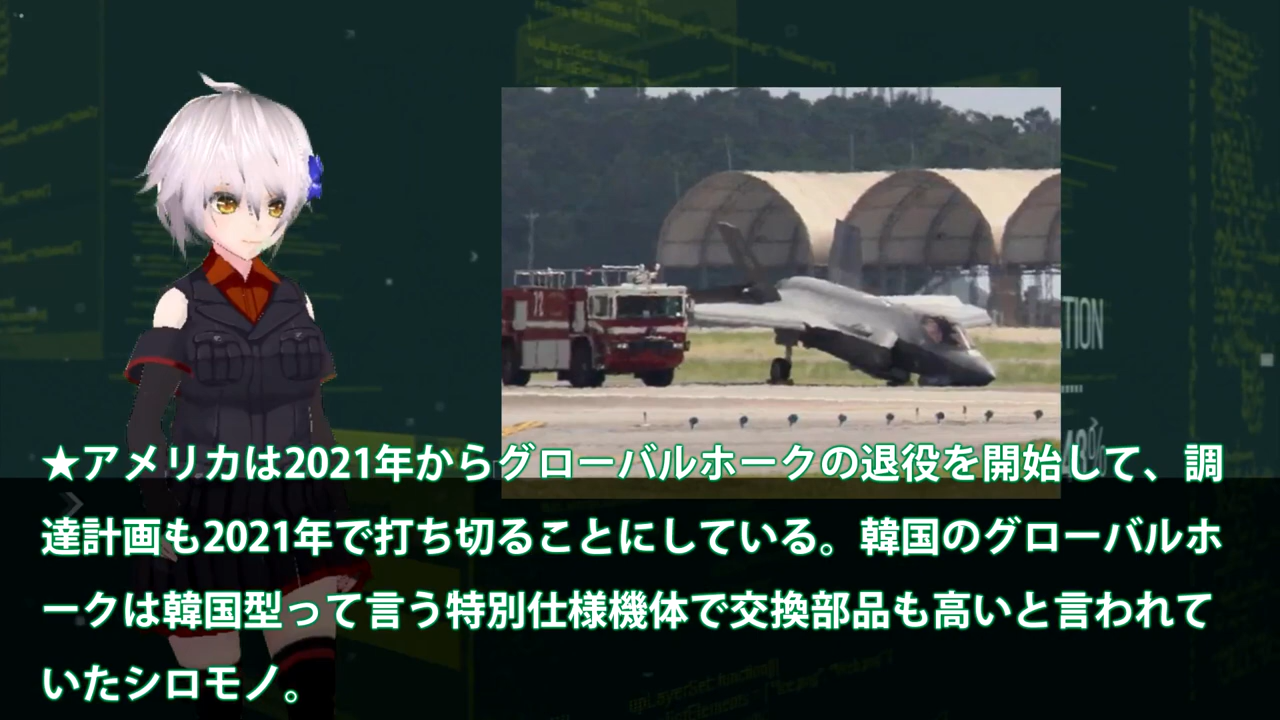 TION
72
★アメリカは2021年からグローバルホークの退役を開始して、調
達計画も2021年で打ち切ることにしている。韓国のグローバルホ
ークは韓国型って言う特別仕様機体で交換部品も高いと言われて
いたシロモノ。